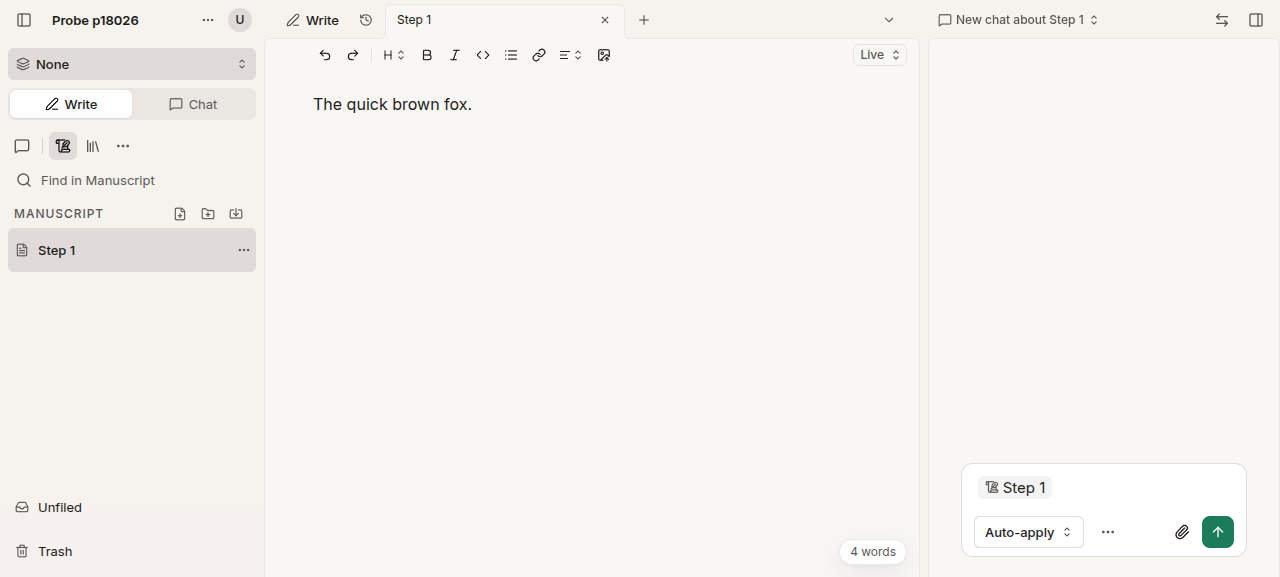 Probe p18026
U
None
Write
Chat
Find in Manuscript
MANUSCRIPT
Step 1
Unfiled
Trash
Write
Step 1
H
B
I
Live
The quick brown fox.
4 words
New chat about Step 1
Step 1
Auto-apply